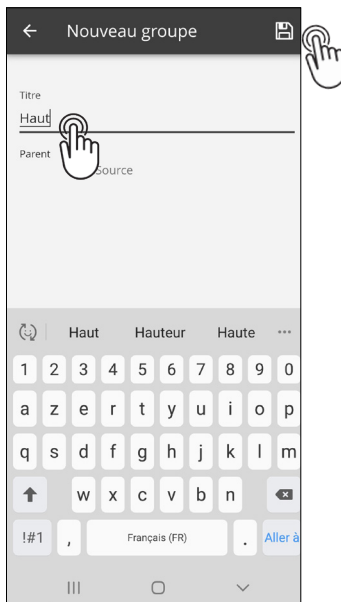 Nouveau groupe
Titre
Haut
Parent
Source
Haut Hauteur Haute ...
1 2 3 4 5 6 7 8 9 0
a z e r t y u i o p
q s d f g h j k l m
w x c v b n
!#1 , Français (FR) . Aller à